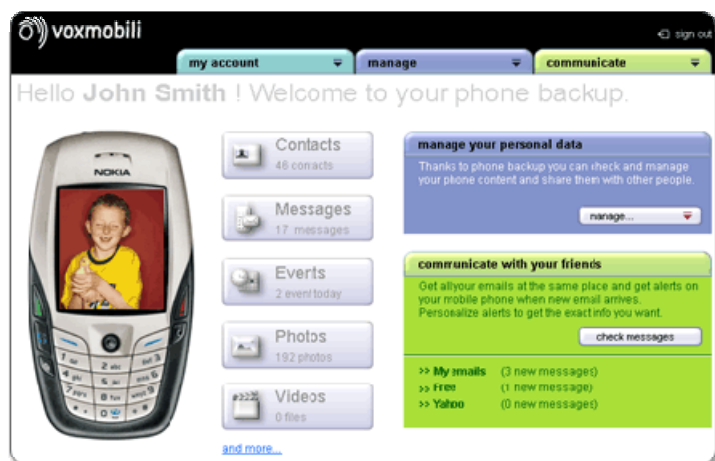 voxmobili
sign out
my account
manage
communicate
Hello John Smith ! Welcome to your phone backup.
NOKIA
Contacts
46 contacts
Messages
17 messages
Events
2 event today
Photos
192 photos
Videos
0 files
and more...
manage your personal data
Thanks to phone backup you can check and manage
your phone content and share them with other people.
manage...
communicate with your friends
Get all your emails at the same place and get alerts on
your mobile phone when new email arrives.
Personalize alerts to get the exact info you want.
check messages
>> My emails (3 new messages)
>> Free (1 new message)
>> Yahoo (0 new messages)